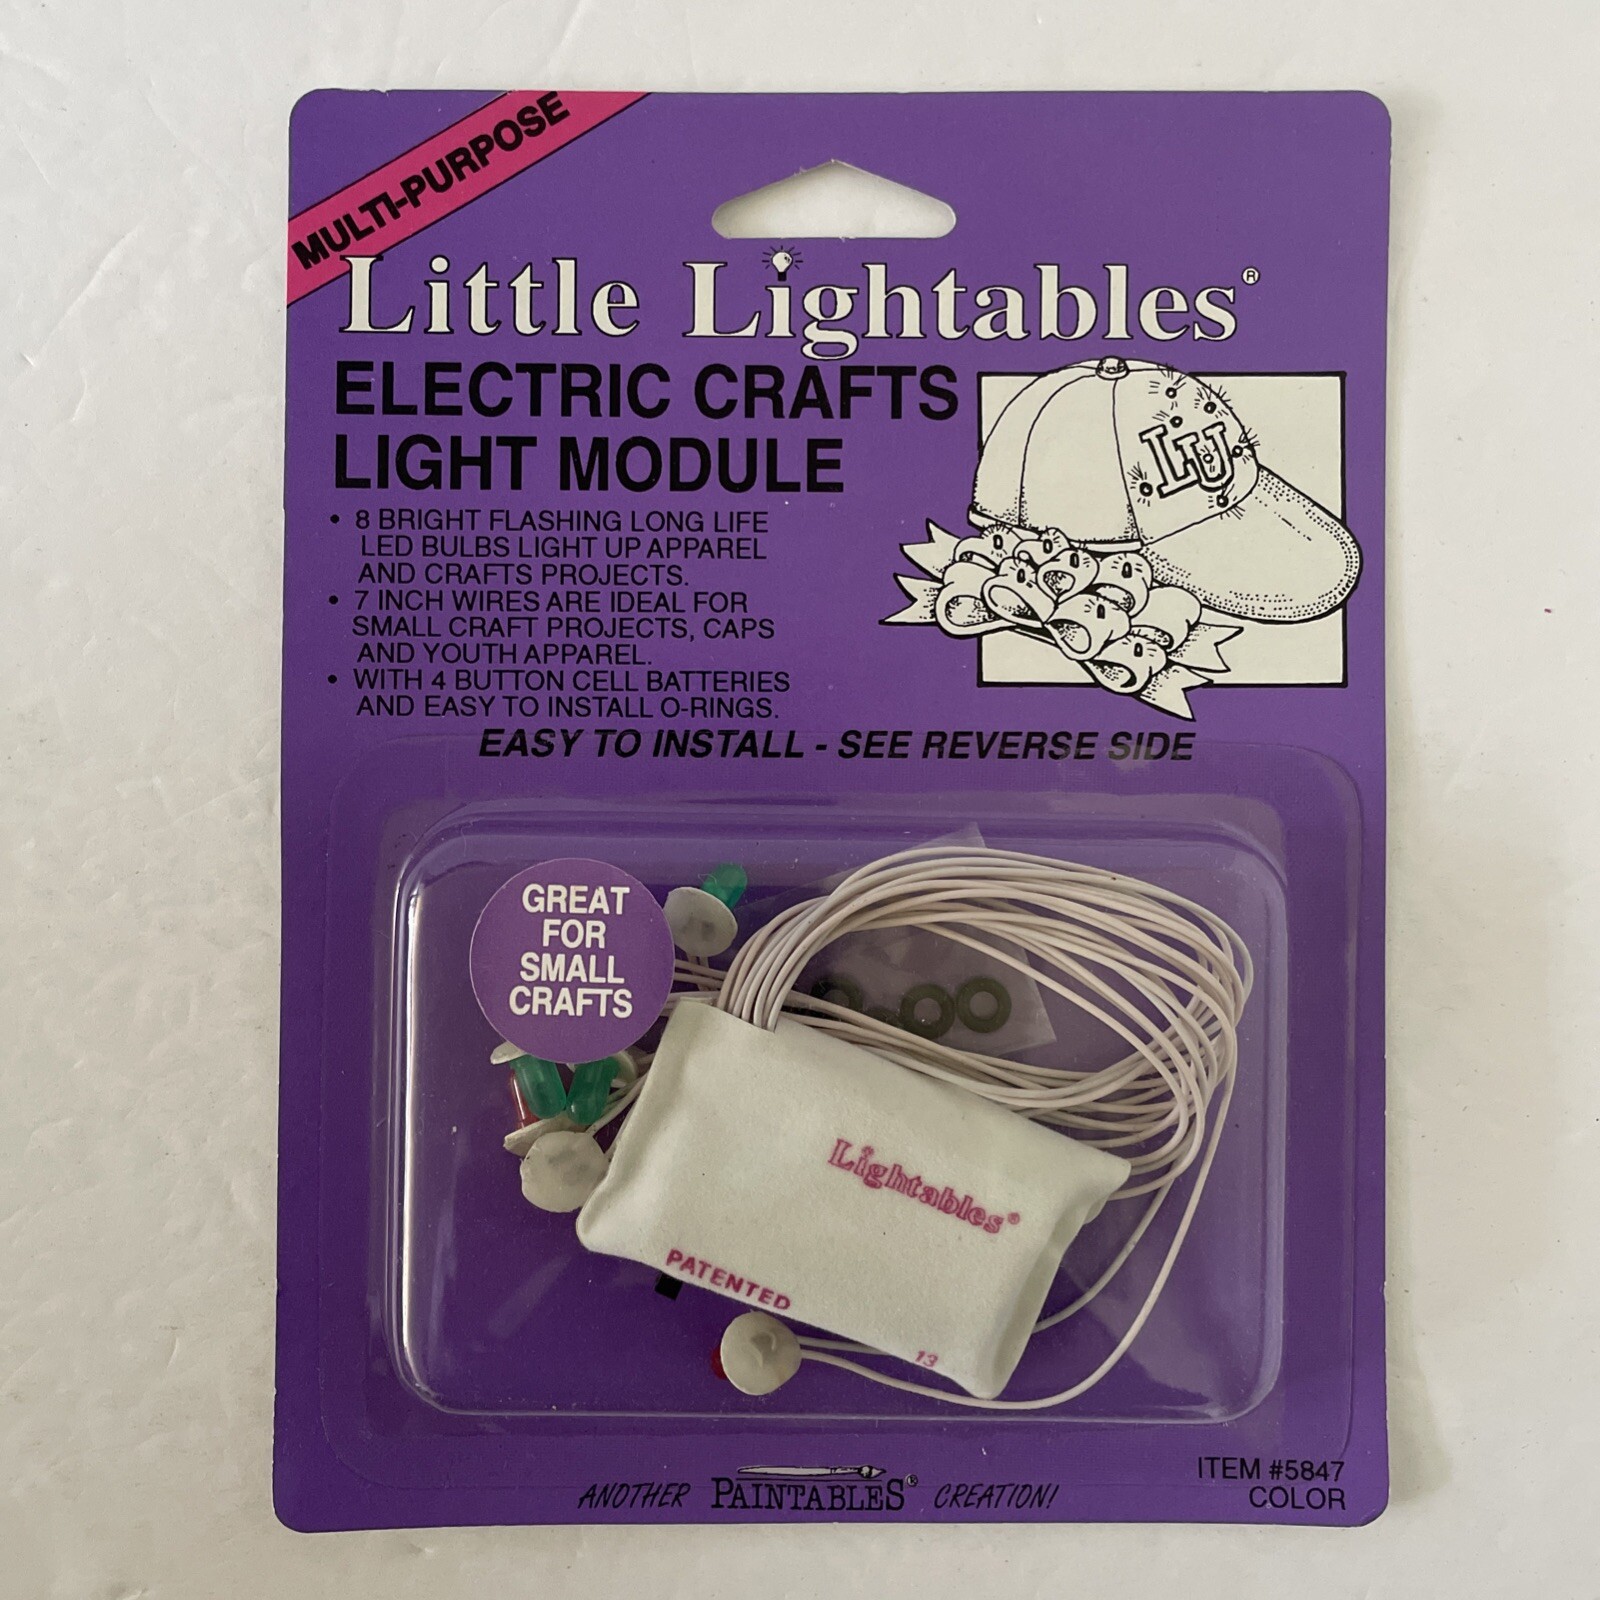 MULTI-PURPOSE
Little Lightables®
ELECTRIC CRAFTS
LIGHT MODULE
• 8 BRIGHT FLASHING LONG LIFE
LED BULBS LIGHT UP APPAREL
AND CRAFTS PROJECTS.
• 7 INCH WIRES ARE IDEAL FOR
SMALL CRAFT PROJECTS, CAPS
AND YOUTH APPAREL.
• WITH 4 BUTTON CELL BATTERIES
AND EASY TO INSTALL O-RINGS.
LU
EASY TO INSTALL - SEE REVERSE SIDE
GREAT
FOR
SMALL
CRAFTS
Lightables®
PATENTED
13
ANOTHER PAINTABLES® CREATION!
ITEM #5847
COLOR